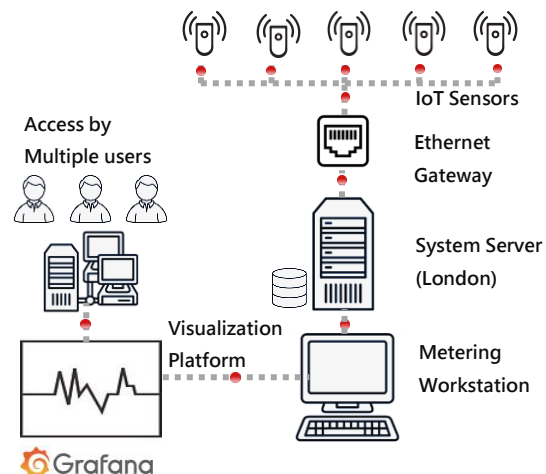 IoT Sensors
Access by
Multiple users
Ethernet
Gateway
System Server
(London)
Visualization
Platform
Metering
Workstation
Grafana